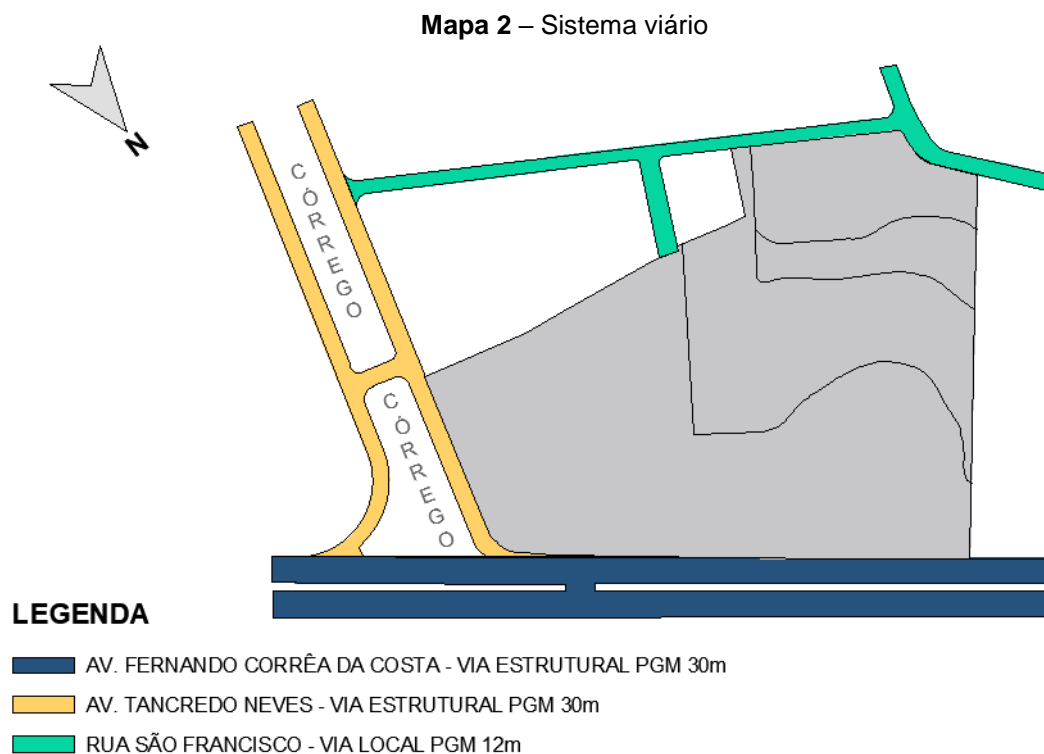 Mapa 2 – Sistema viário
N
CÓRREGO
CÓRREGO
LEGENDA
AV. FERNANDO CORRÊA DA COSTA - VIA ESTRUTURAL PGM 30m
AV. TANCREDO NEVES - VIA ESTRUTURAL PGM 30m
RUA SÃO FRANCISCO - VIA LOCAL PGM 12m